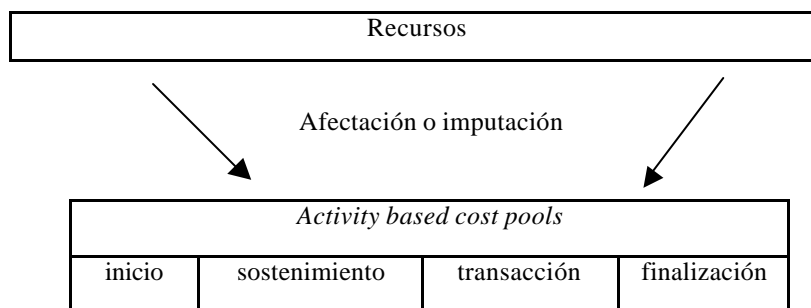 Recursos
Afectación o imputación
Activity based cost pools
inicio sostenimiento transacción finalización